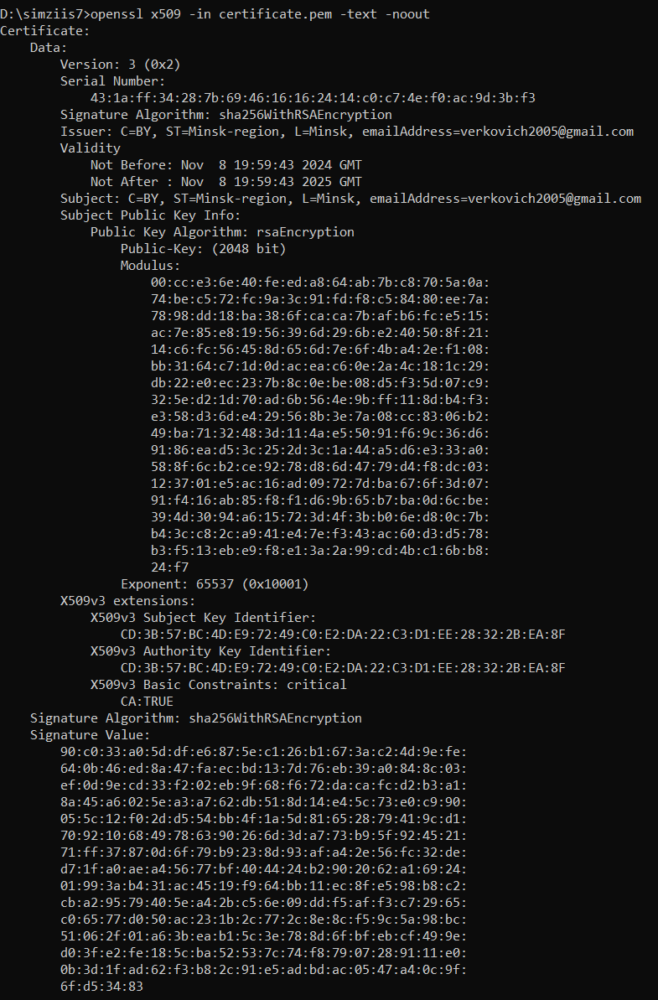 D:\simziis7>openssl x509 -in certificate.pem -text -noout
Certificate:
    Data:
        Version: 3 (0x2)
        Serial Number:
            43:1a:ff:34:28:7b:69:46:16:16:24:14:c0:c7:4e:f0:ac:9d:3b:f3
        Signature Algorithm: sha256WithRSAEncryption
        Issuer: C=BY, ST=Minsk-region, L=Minsk, emailAddress=verkovich2005@gmail.com
        Validity
            Not Before: Nov  8 19:59:43 2024 GMT
            Not After : Nov  8 19:59:43 2025 GMT
        Subject: C=BY, ST=Minsk-region, L=Minsk, emailAddress=verkovich2005@gmail.com
        Subject Public Key Info:
            Public Key Algorithm: rsaEncryption
                Public-Key: (2048 bit)
                Modulus:
                    00:cc:e3:6e:40:fe:ed:a8:64:ab:7b:c8:70:5a:0a:
                    74:be:c5:72:fc:9a:3c:91:fd:f8:c5:84:80:ee:7a:
                    78:98:dd:18:ba:38:6f:ca:ca:7b:af:b6:fc:e5:15:
                    ac:7e:85:e8:19:56:39:6d:29:6b:e2:40:50:8f:21:
                    14:c6:fc:56:45:8d:65:6d:7e:6f:4b:a4:2e:f1:08:
                    bb:31:64:c7:1d:0d:ac:ea:c6:0e:2a:4c:18:1c:29:
                    db:22:e0:ec:23:7b:8c:0e:be:08:d5:f3:5d:07:c9:
                    32:5e:d2:1d:70:ad:6b:56:4e:9b:ff:11:8d:b4:f3:
                    e3:58:d3:6d:e4:29:56:8b:3e:7a:08:cc:83:06:b2:
                    49:ba:71:32:48:3d:11:4a:e5:50:91:f6:9c:36:d6:
                    91:86:ea:d5:3c:25:2d:3c:1a:44:a5:d6:e3:33:a0:
                    58:8f:6c:b2:ce:92:78:d8:6d:47:79:d4:f8:dc:03:
                    12:37:01:e5:ac:16:ad:09:72:7d:ba:67:6f:3d:07:
                    91:f4:16:ab:85:f8:f1:d6:9b:65:b7:ba:0d:6c:be:
                    39:4d:30:94:a6:15:72:3d:4f:3b:b0:6e:d8:0c:7b:
                    b4:3c:c8:2c:a9:41:e4:7e:f3:43:ac:60:d3:d5:78:
                    b3:f5:13:eb:e9:f8:e1:3a:2a:99:cd:4b:c1:6b:b8:
                    24:f7
                Exponent: 65537 (0x10001)
        X509v3 extensions:
            X509v3 Subject Key Identifier:
                CD:3B:57:BC:4D:E9:72:49:C0:E2:DA:22:C3:D1:EE:28:32:2B:EA:8F
            X509v3 Authority Key Identifier:
                CD:3B:57:BC:4D:E9:72:49:C0:E2:DA:22:C3:D1:EE:28:32:2B:EA:8F
            X509v3 Basic Constraints: critical
                CA:TRUE
    Signature Algorithm: sha256WithRSAEncryption
    Signature Value:
        90:c0:33:a0:5d:df:e6:87:5e:c1:26:b1:67:3a:c2:4d:9e:fe:
        64:0b:46:ed:8a:47:fa:ec:bd:13:7d:76:eb:39:a0:84:8c:03:
        ef:0d:9e:cd:33:f2:02:eb:9f:68:f6:72:da:ca:fc:d2:b3:a1:
        8a:45:a6:02:5e:a3:a7:62:db:51:8d:14:e4:5c:73:e0:c9:90:
        05:5c:12:f0:2d:d5:54:bb:4f:1a:5d:81:65:28:79:41:9c:d1:
        70:92:10:68:49:78:63:90:26:6d:3d:a7:73:b9:5f:92:45:21:
        71:ff:37:87:0d:6f:79:b9:23:8d:93:af:a4:2e:56:fc:32:de:
        d7:1f:a0:ae:a4:56:77:bf:40:44:24:b2:90:20:62:a1:69:24:
        01:99:3a:b4:31:ac:45:19:f9:64:bb:11:ec:8f:e5:98:b8:c2:
        cb:a2:95:79:40:5e:a4:2b:c5:6e:09:dd:f5:af:f3:c7:29:65:
        c0:65:77:d0:50:ac:23:1b:2c:77:2c:8e:8c:f5:9c:5a:98:bc:
        51:06:2f:01:a6:3b:ea:b1:5c:3e:78:8d:6f:bf:eb:cf:49:9e:
        d0:3f:e2:fe:18:5c:ba:52:53:7c:74:f8:79:07:28:91:11:e0:
        0b:3d:1f:ad:62:f3:b8:2c:91:e5:ad:bd:ac:05:47:a4:0c:9f:
        6f:d5:34:83